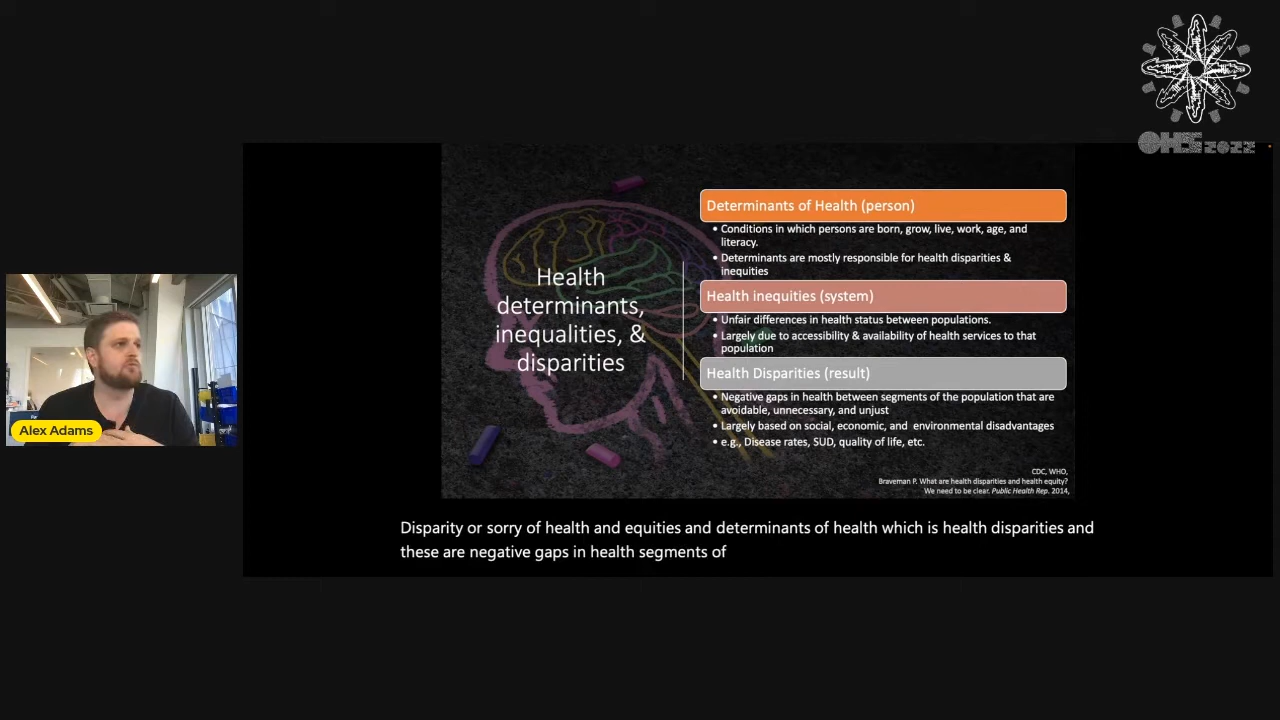 OHS 2022
Health
determinants,
inequalities, &
disparities
Determinants of Health (person)
• Conditions in which persons are born, grow, live, work, age, and
literacy.
• Determinants are mostly responsible for health disparities &
inequities
Health inequities (system)
• Unfair differences in health status between populations.
• Largely due to accessibility & availability of health services to that
population
Health Disparities (result)
• Negative gaps in health between segments of the population that are
avoidable, unnecessary, and unjust
• Largely based on social, economic, and  environmental disadvantages
• e.g., Disease rates, SUD, quality of life, etc.
CDC, WHO,
Braveman P. What are health disparities and health equity?
We need to be clear. Public Health Rep. 2014,
Alex Adams
Disparity or sorry of health and equities and determinants of health which is health disparities and
these are negative gaps in health segments of